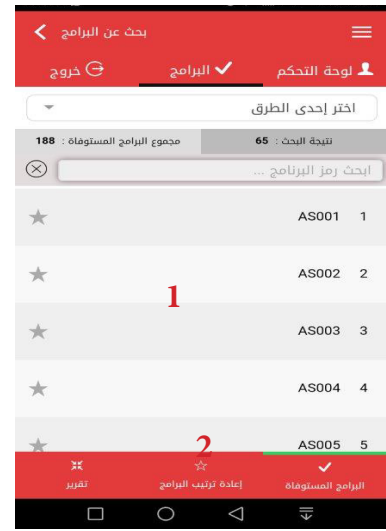 بحث عن البرامج
لوحة التحكم
البرامج
خروج
اختر إحدى الطرق
نتيجة البحث : 65
مجموع البرامج المستوفاة : 188
ابحث رمز البرنامج ...
1 AS001
2 AS002
1
3 AS003
4 AS004
2
5 AS005
البرامج المستوفاة
إعادة ترتيب البرامج
تقرير